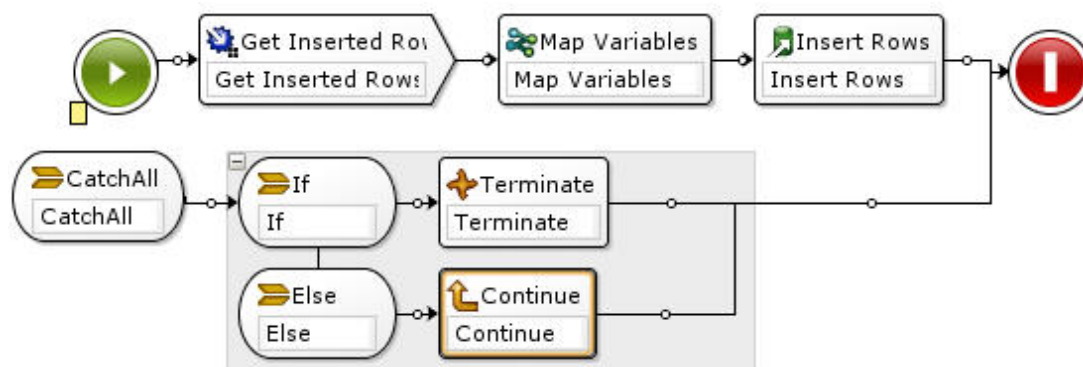 Get Inserted Rov
Get Inserted Rows
Map Variables
Map Variables
Insert Rows
Insert Rows
CatchAll
CatchAll
If
If
Terminate
Terminate
Else
Else
Continue
Continue